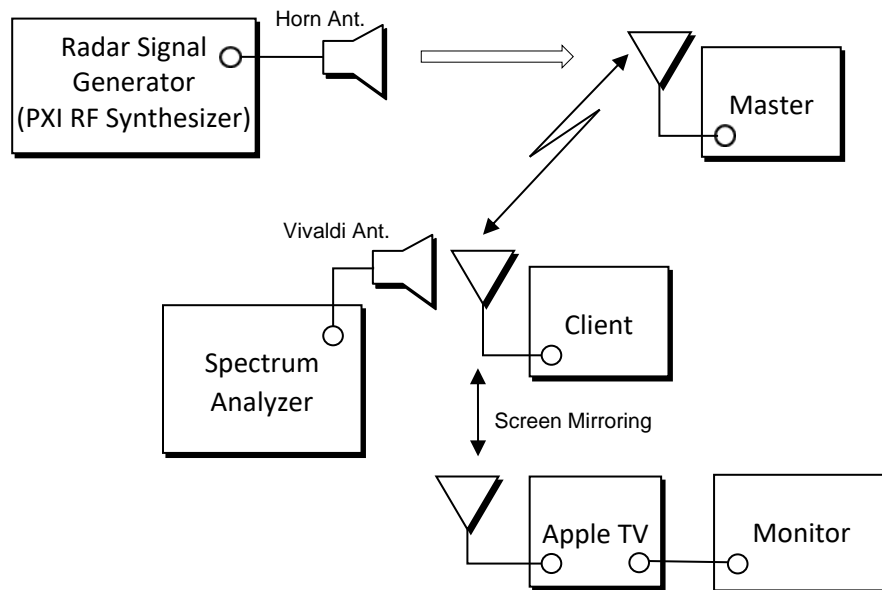 Horn Ant.
Radar Signal
Generator
(PXI RF Synthesizer)
Master
Vivaldi Ant.
Client
Spectrum
Analyzer
Screen Mirroring
Apple TV
Monitor